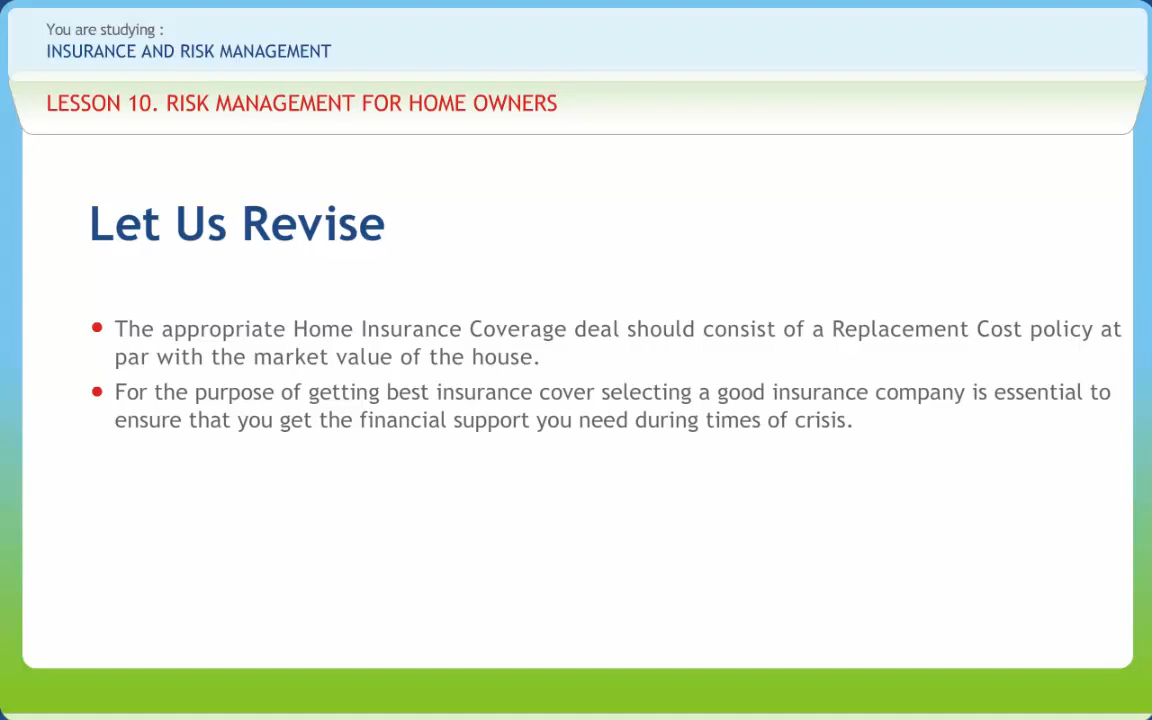 You are studying :
INSURANCE AND RISK MANAGEMENT
LESSON 10. RISK MANAGEMENT FOR HOME OWNERS
Let Us Revise
• The appropriate Home Insurance Coverage deal should consist of a Replacement Cost policy at
par with the market value of the house.
• For the purpose of getting best insurance cover selecting a good insurance company is essential to
ensure that you get the financial support you need during times of crisis.